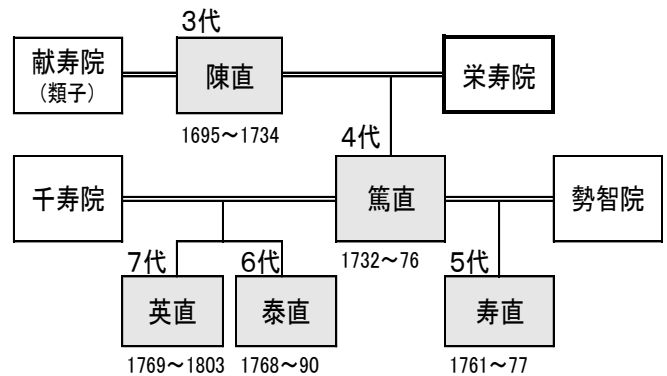 3代
献寿院
（類子）
陳直
栄寿院
1695～1734
4代
千寿院
篤直
勢智院
1732～76
7代
6代
5代
英直
泰直
寿直
1769～1803
1768～90
1761～77